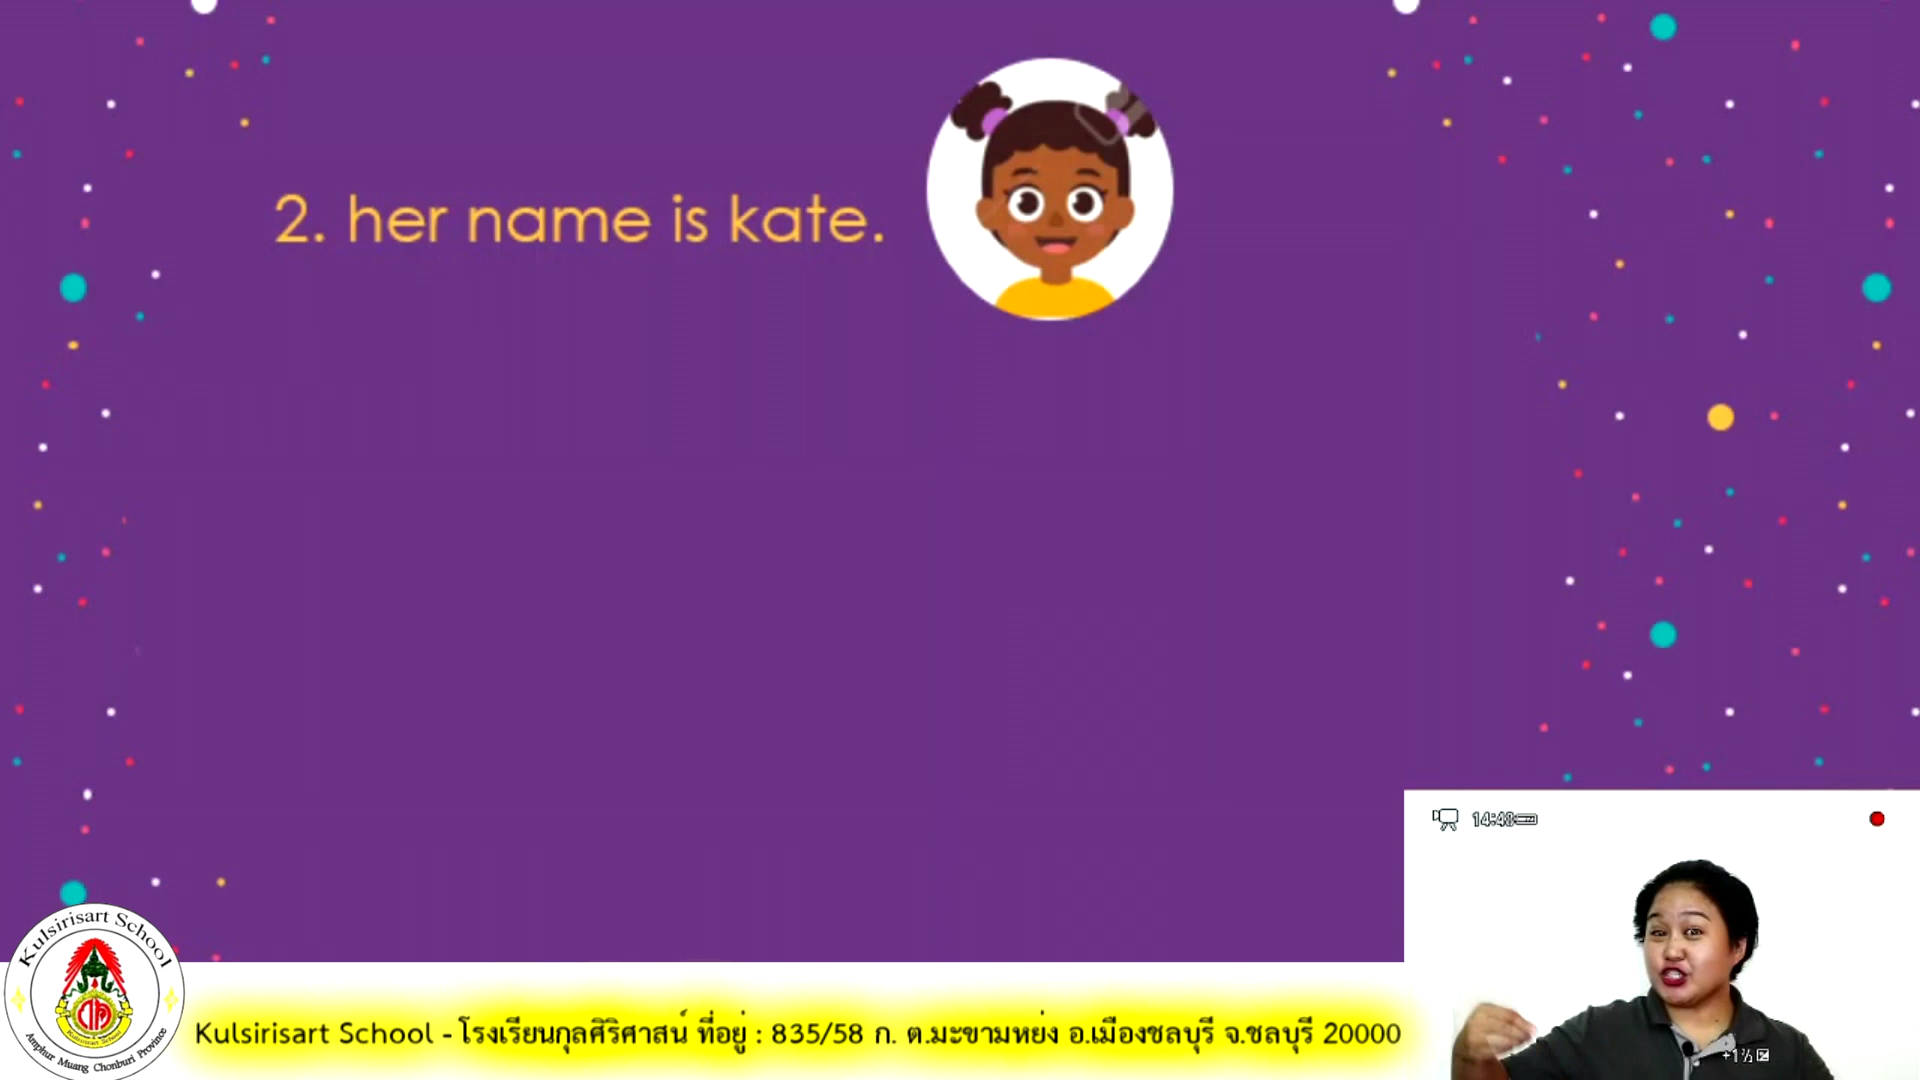 2. her name is kate.
14:48
Kulsirisart School
Amphur Muang Chonburi Province
Kulsirisart School - โรงเรียนกุลศิริศาสน์ ที่อยู่ : 835/58 ก. ต.มะขามหย่ง อ.เมืองชลบุรี จ.ชลบุรี 20000